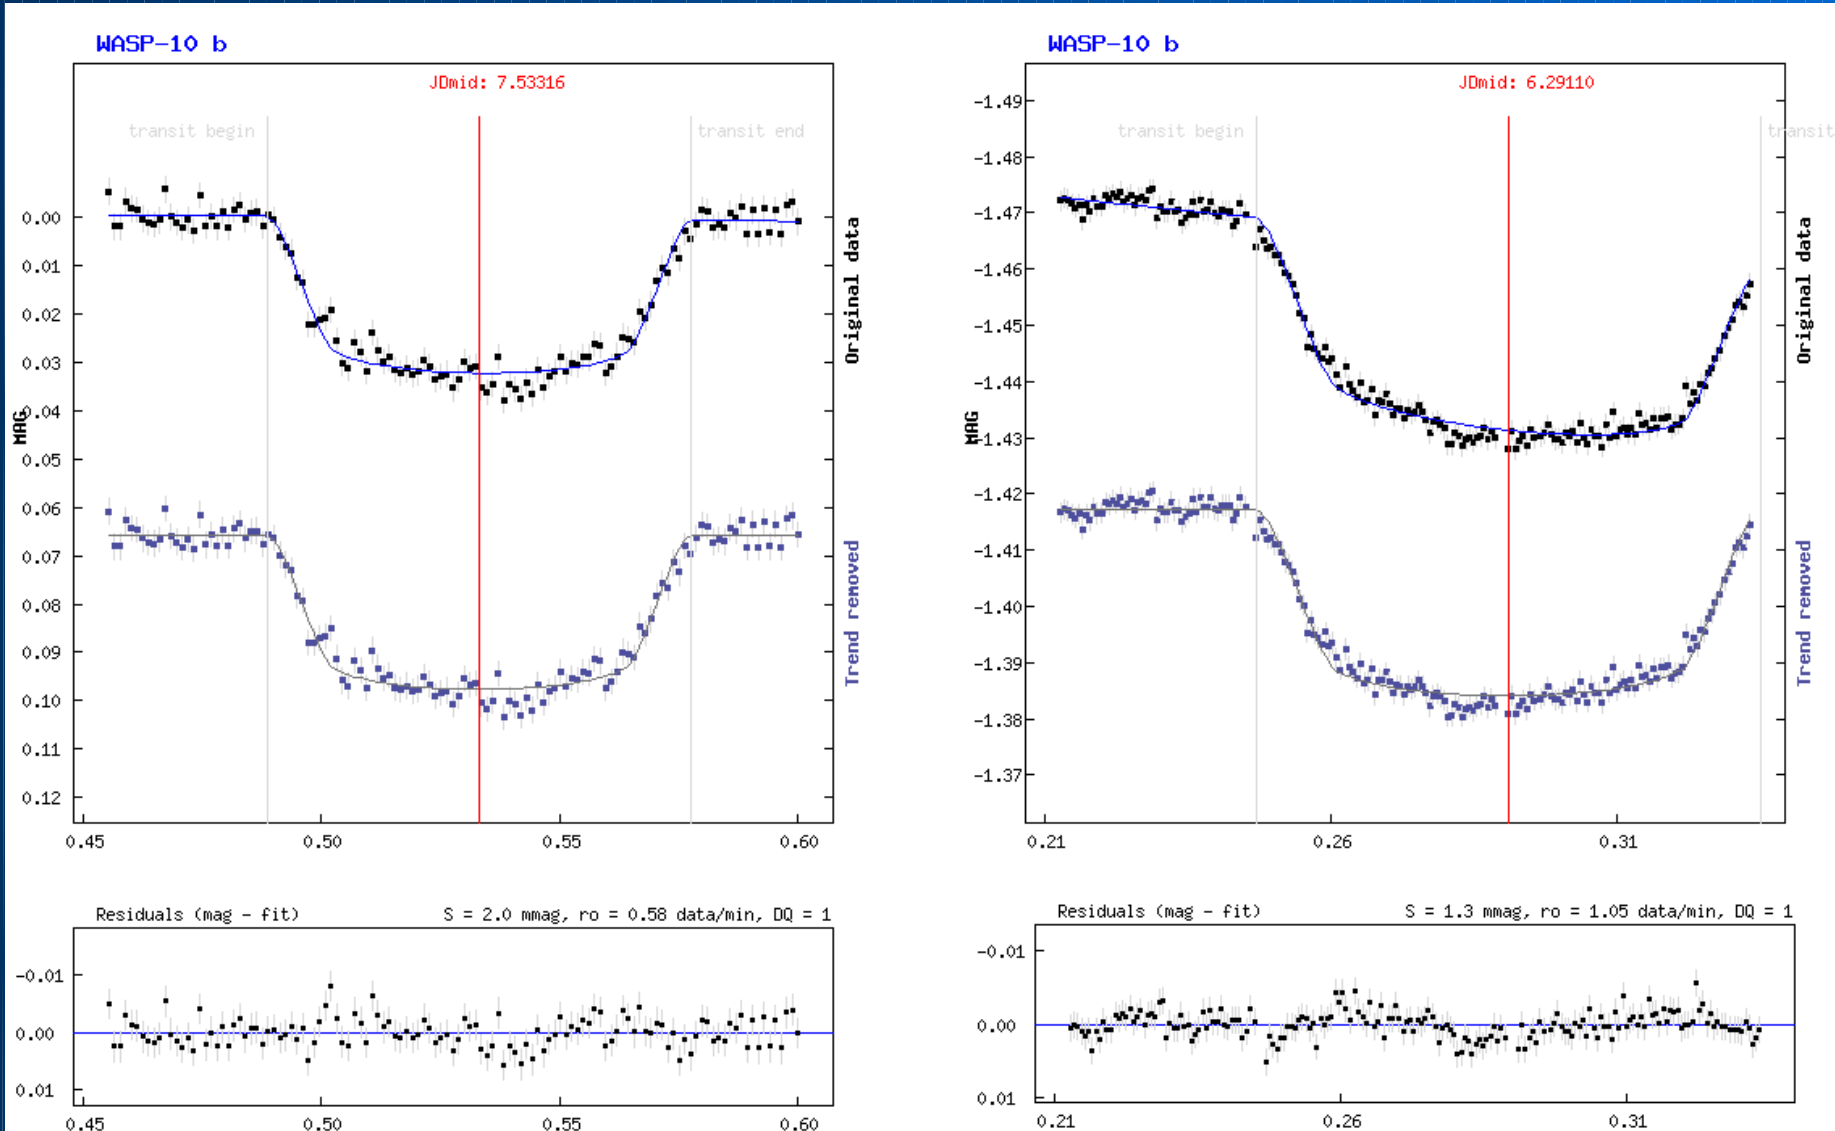 WASP-10 b
JDmid: 7.53316
transit begin
transit end
0.00
0.01
0.02
0.03
0.04
0.05
0.06
0.07
0.08
0.09
0.10
0.11
0.12
MAG
Original data
Trend removed
0.45 0.50 0.55 0.60
Residuals (mag - fit) S = 2.0 mmag, ro = 0.58 data/min, DQ = 1
-0.01
0.00
0.01
0.45 0.50 0.55 0.60
WASP-10 b
JDmid: 6.29110
transit begin
transit
-1.49
-1.48
-1.47
-1.46
-1.45
-1.44
-1.43
-1.42
-1.41
-1.40
-1.39
-1.38
-1.37
MAG
Original data
Trend removed
0.21 0.26 0.31
Residuals (mag - fit) S = 1.3 mmag, ro = 1.05 data/min, DQ = 1
-0.01
0.00
0.01
0.21 0.26 0.31